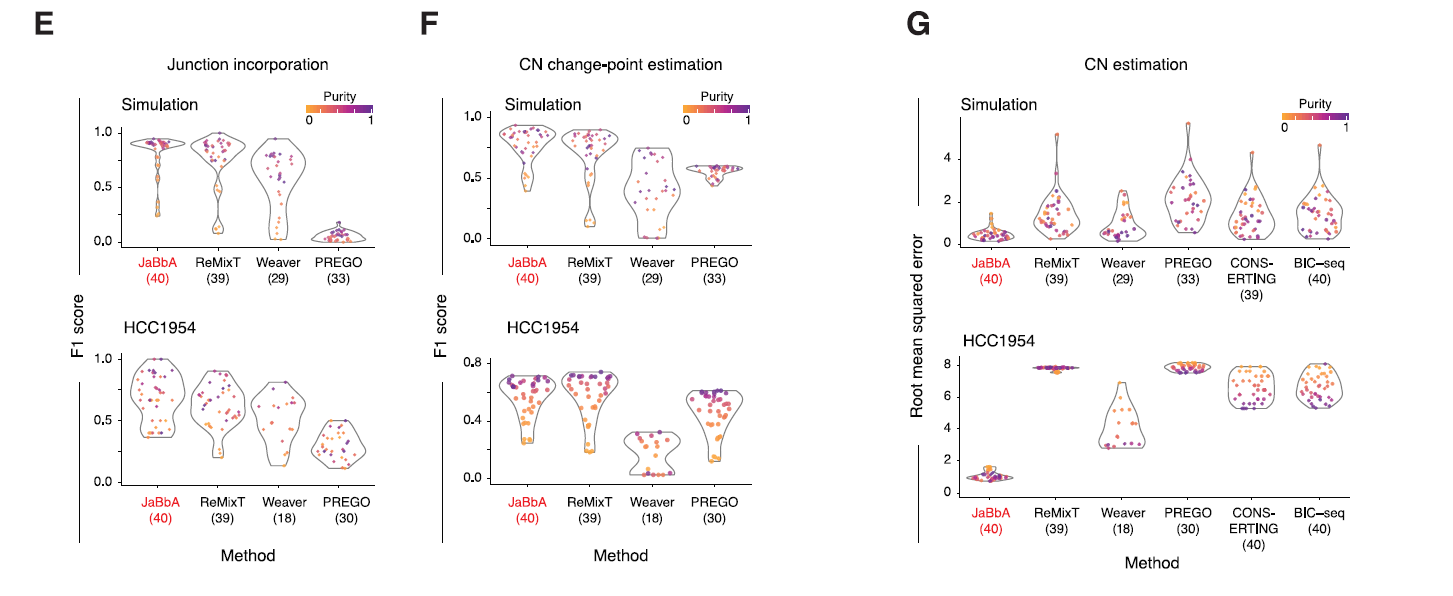 E
Junction incorporation
Simulation
Purity
0 1
1.0
0.5
0.0
JaBbA ReMixT Weaver PREGO
(40) (39) (29) (33)
F1 score
HCC1954
1.0
0.5
0.0
JaBbA ReMixT Weaver PREGO
(40) (39) (18) (30)
Method
F
CN change-point estimation
Simulation
Purity
0 1
1.0
0.5
0.0
JaBbA ReMixT Weaver PREGO
(40) (39) (29) (33)
F1 score
HCC1954
0.8
0.4
0.0
JaBbA ReMixT Weaver PREGO
(40) (39) (18) (30)
Method
G
CN estimation
Simulation
Purity
0 1
4
2
0
JaBbA ReMixT Weaver PREGO CONS- BIC–seq
(40) (39) (29) (33) ERTING (40)
(39)
Root mean squared error
HCC1954
8
6
4
2
0
JaBbA ReMixT Weaver PREGO CONS- BIC–seq
(40) (39) (18) (30) ERTING (40)
(40)
Method